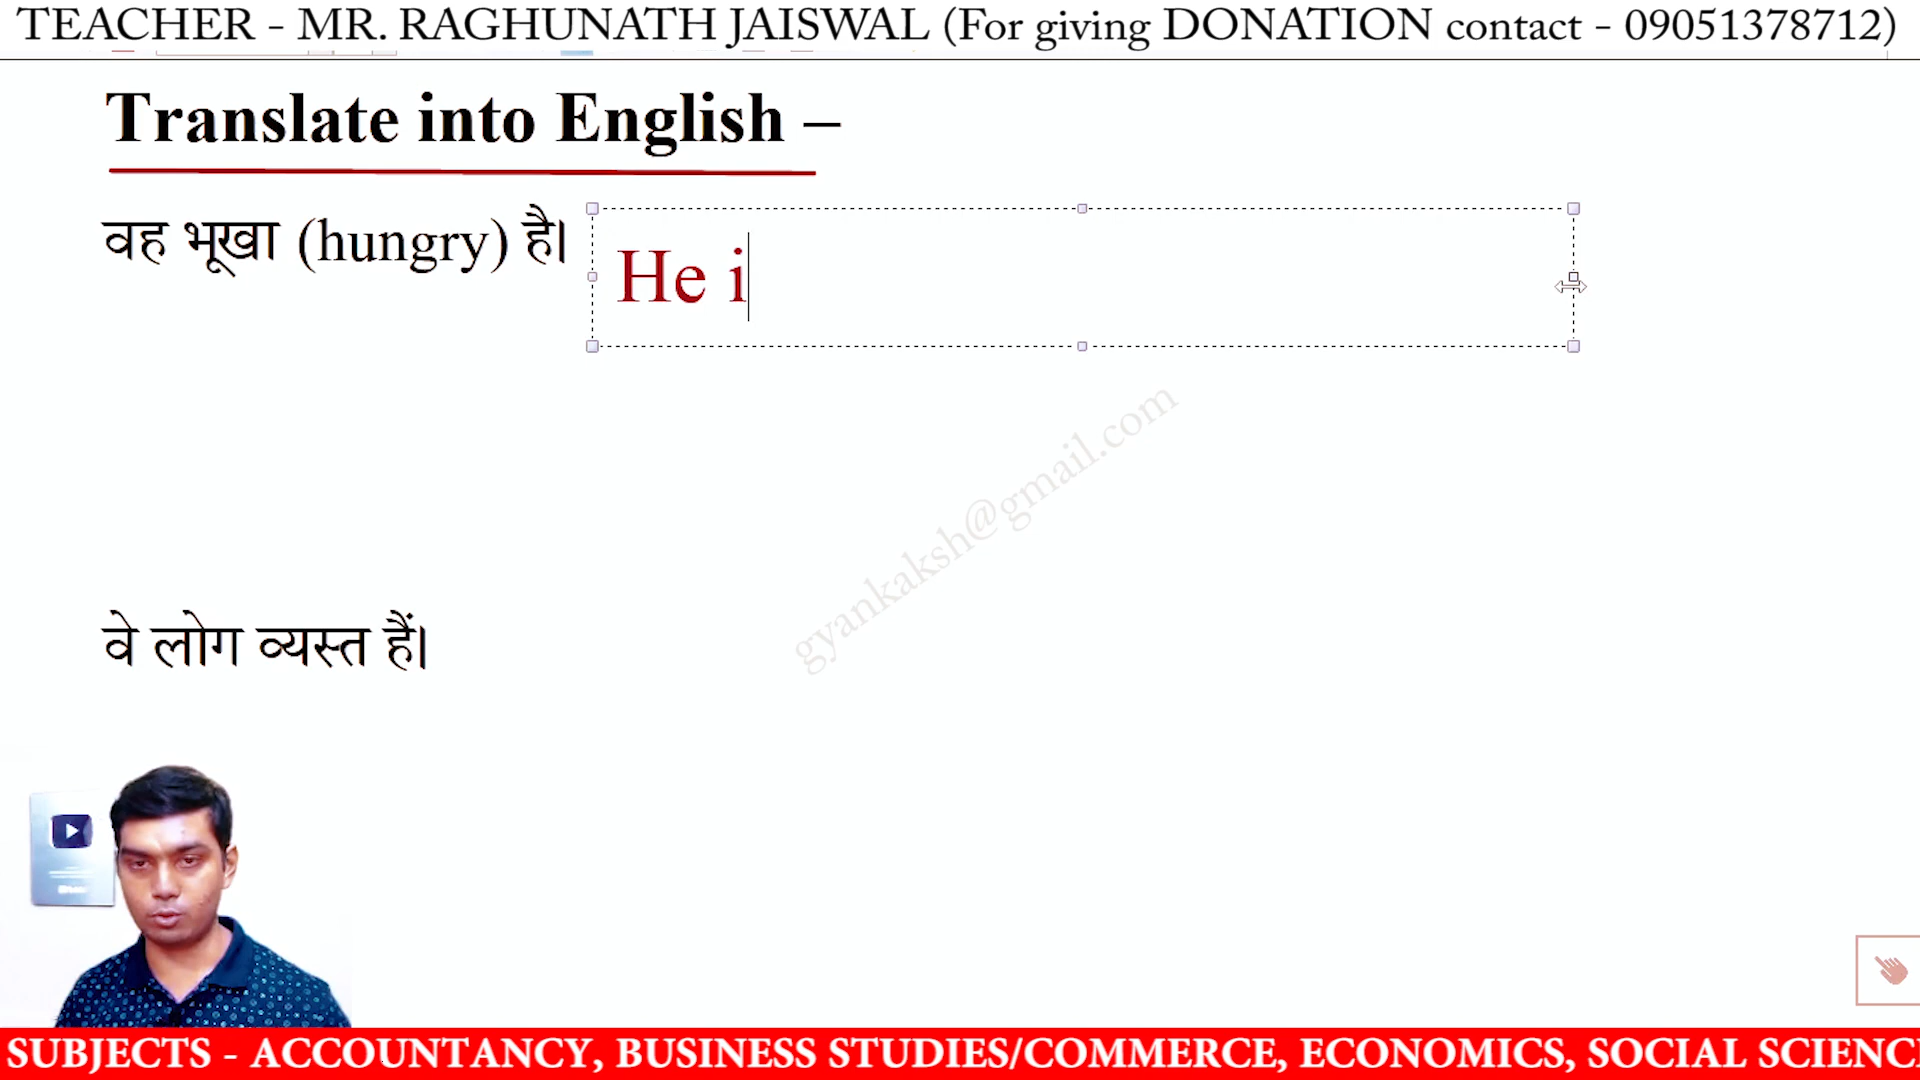 TEACHER - MR. RAGHUNATH JAISWAL (For giving DONATION contact - 09051378712)
Translate into English –
वह भूखा (hungry) है। He i
gyankaksh@gmail.com
वे लोग व्यस्त हैं।
SUBJECTS - ACCOUNTANCY, BUSINESS STUDIES/COMMERCE, ECONOMICS, SOCIAL SCIENC